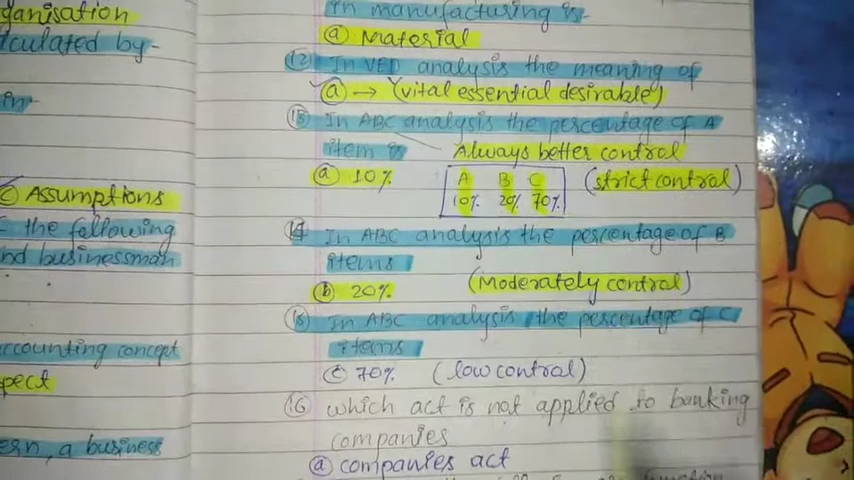 ganisation
lculated by-
in-
ⓒ Assumptions
the following
nd businessman
ccounting concept
pect
ern, a business
in manufacturing is-
ⓐ Material
⑫ In VED analysis the meaning of
ⓐ → (vital essential desirable)
⑬ In ABC analysis the percentage of A
item is Always better control
ⓐ 10% A B C (strict control)
10% 20% 70%
⑭ In ABC analysis the percentage of B
items
ⓑ 20% (Moderately control)
⑮ In ABC analysis the percentage of C
items
ⓒ 70% (low control)
⑯ which act is not applied to banking
companies
ⓐ companies act
function